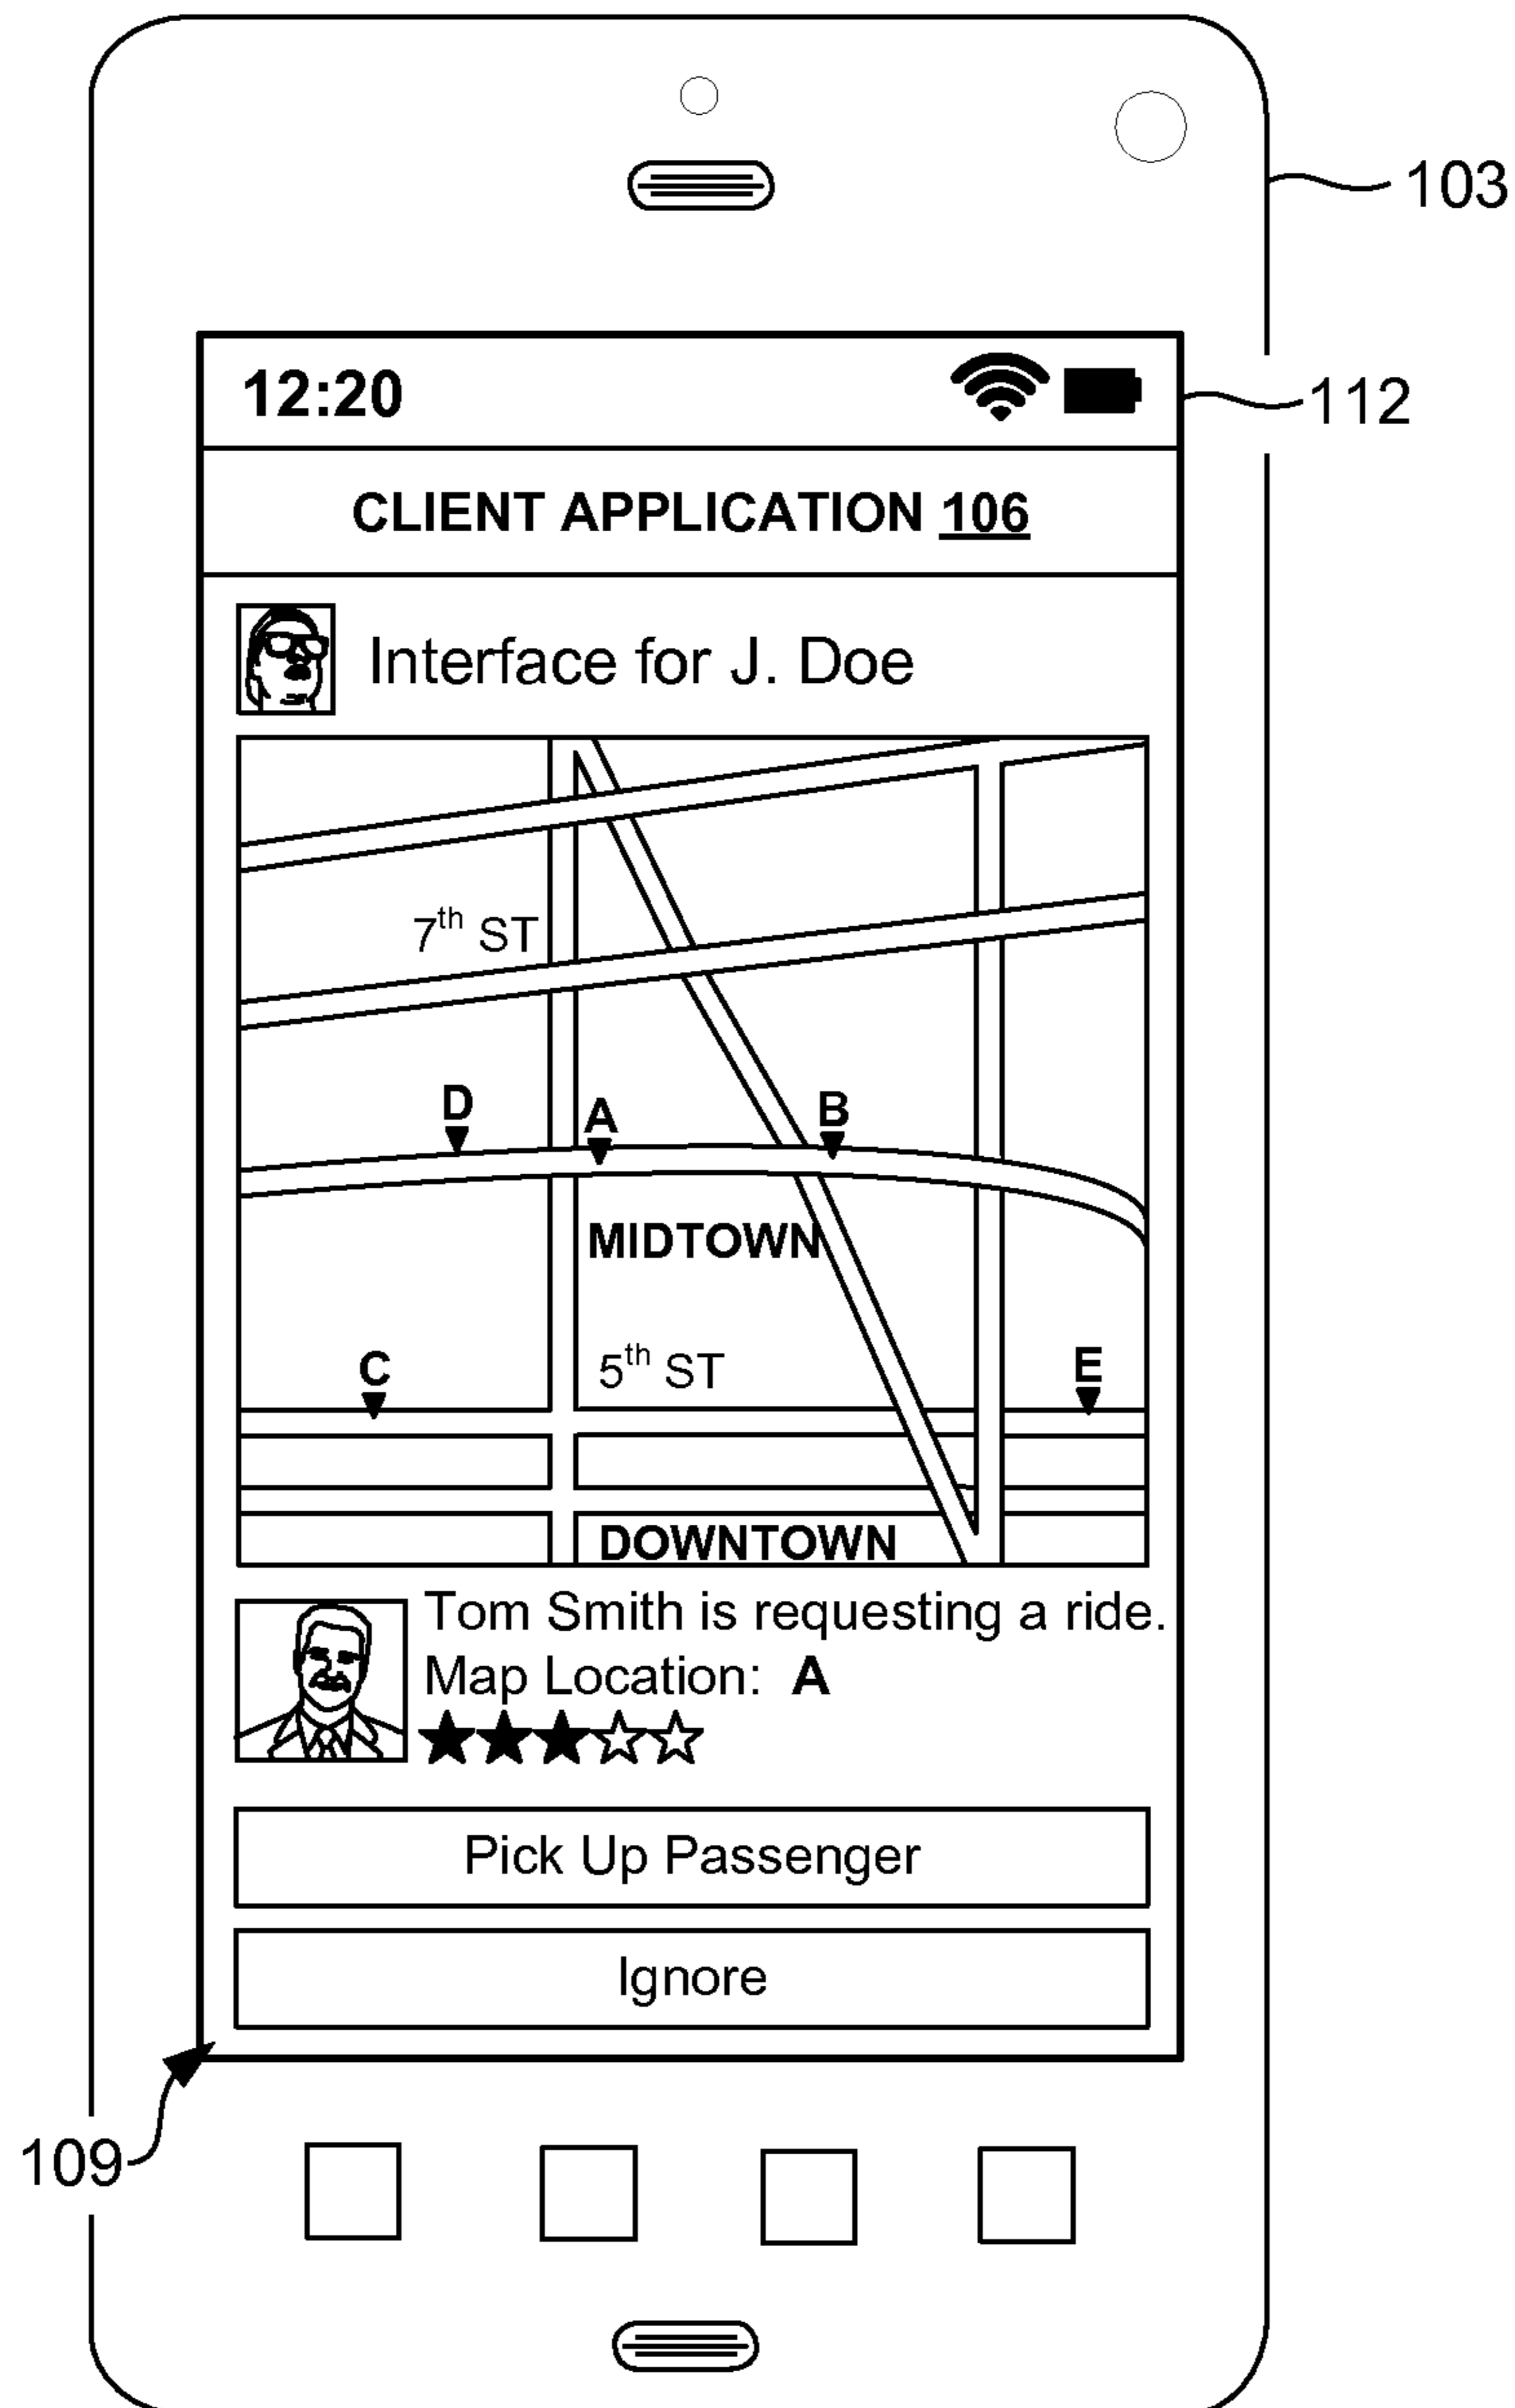 103
12:20
112
CLIENT APPLICATION 106
Interface for J. Doe
7th ST
D
A
B
MIDTOWN
C
5th ST
E
DOWNTOWN
Tom Smith is requesting a ride.
Map Location: A
Pick Up Passenger
Ignore
109